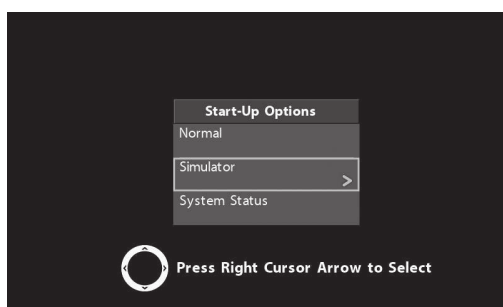 Start-Up Options
Normal
Simulator
>
System Status
Press Right Cursor Arrow to Select